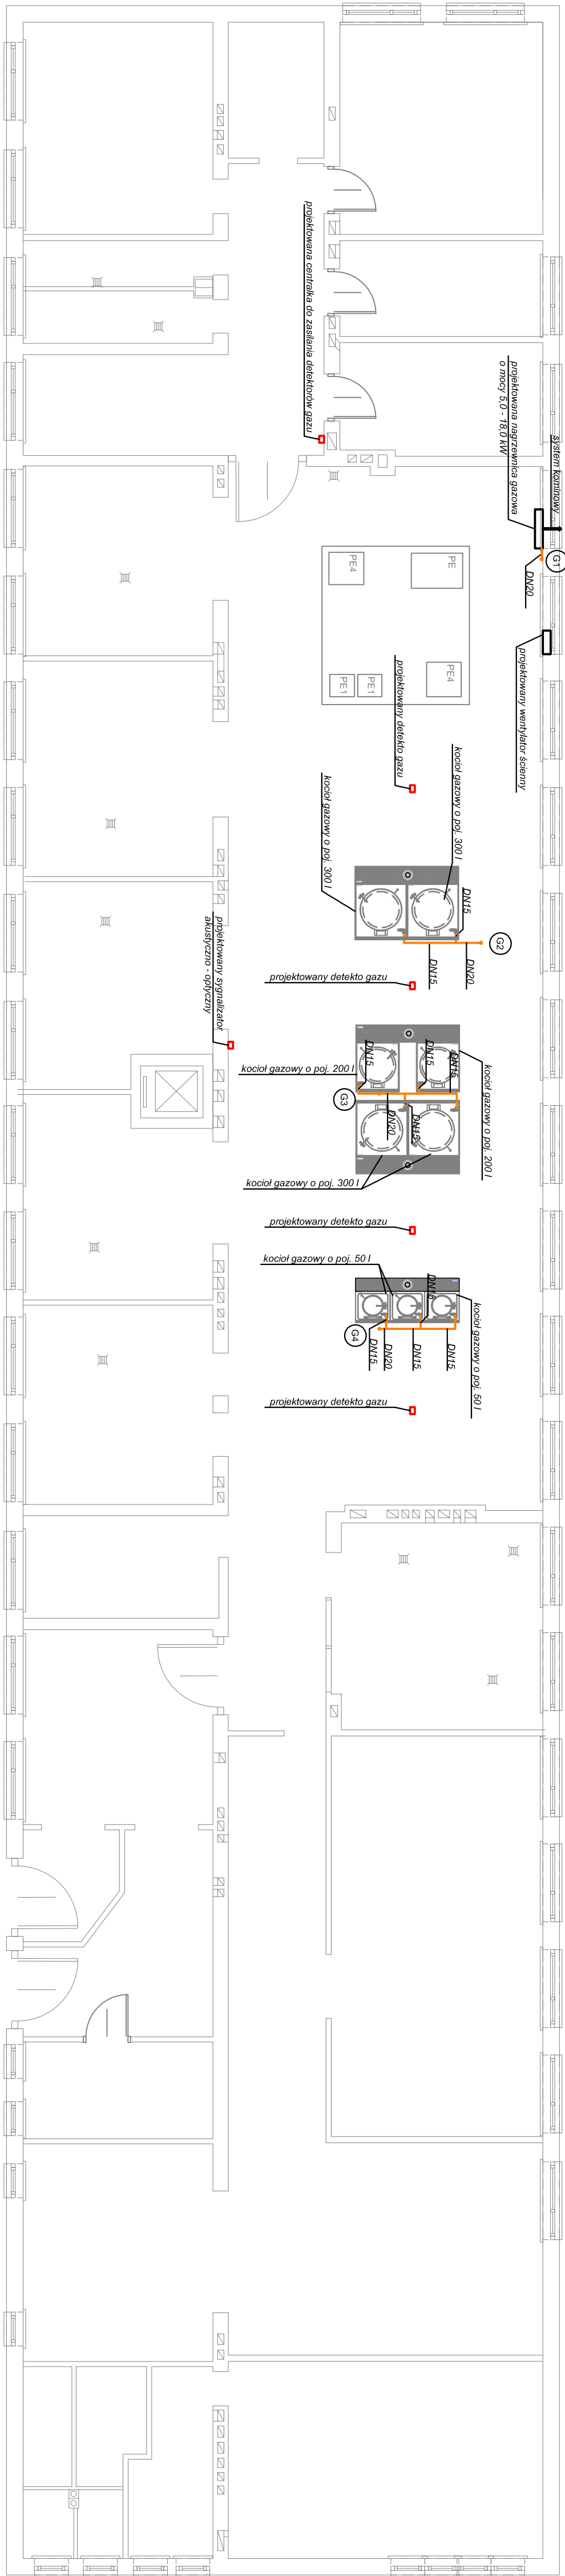 system kominowy
projektowana nagrzewnica gazowa
o mocy 5,0 - 18,0 kW
G1
DN20
projektowany wentylator ścienny
projektowana centralka do zasilania detektorów gazu
PE4
PE
PE1
PE1
PE4
projektowany detekto gazu
kocioł gazowy o poj. 300 l
kocioł gazowy o poj. 300 l
DN15
G2
DN15
DN20
projektowany detekto gazu
projektowany sygnalizator
akustyczno - optyczny
kocioł gazowy o poj. 200 l
DN15
DN15
DN15
kocioł gazowy o poj. 200 l
G3
DN20
DN15
kocioł gazowy o poj. 300 l
projektowany detekto gazu
kocioł gazowy o poj. 50 l
DN15
kocioł gazowy o poj. 50 l
G4
DN15
DN20
DN15
DN15
projektowany detekto gazu